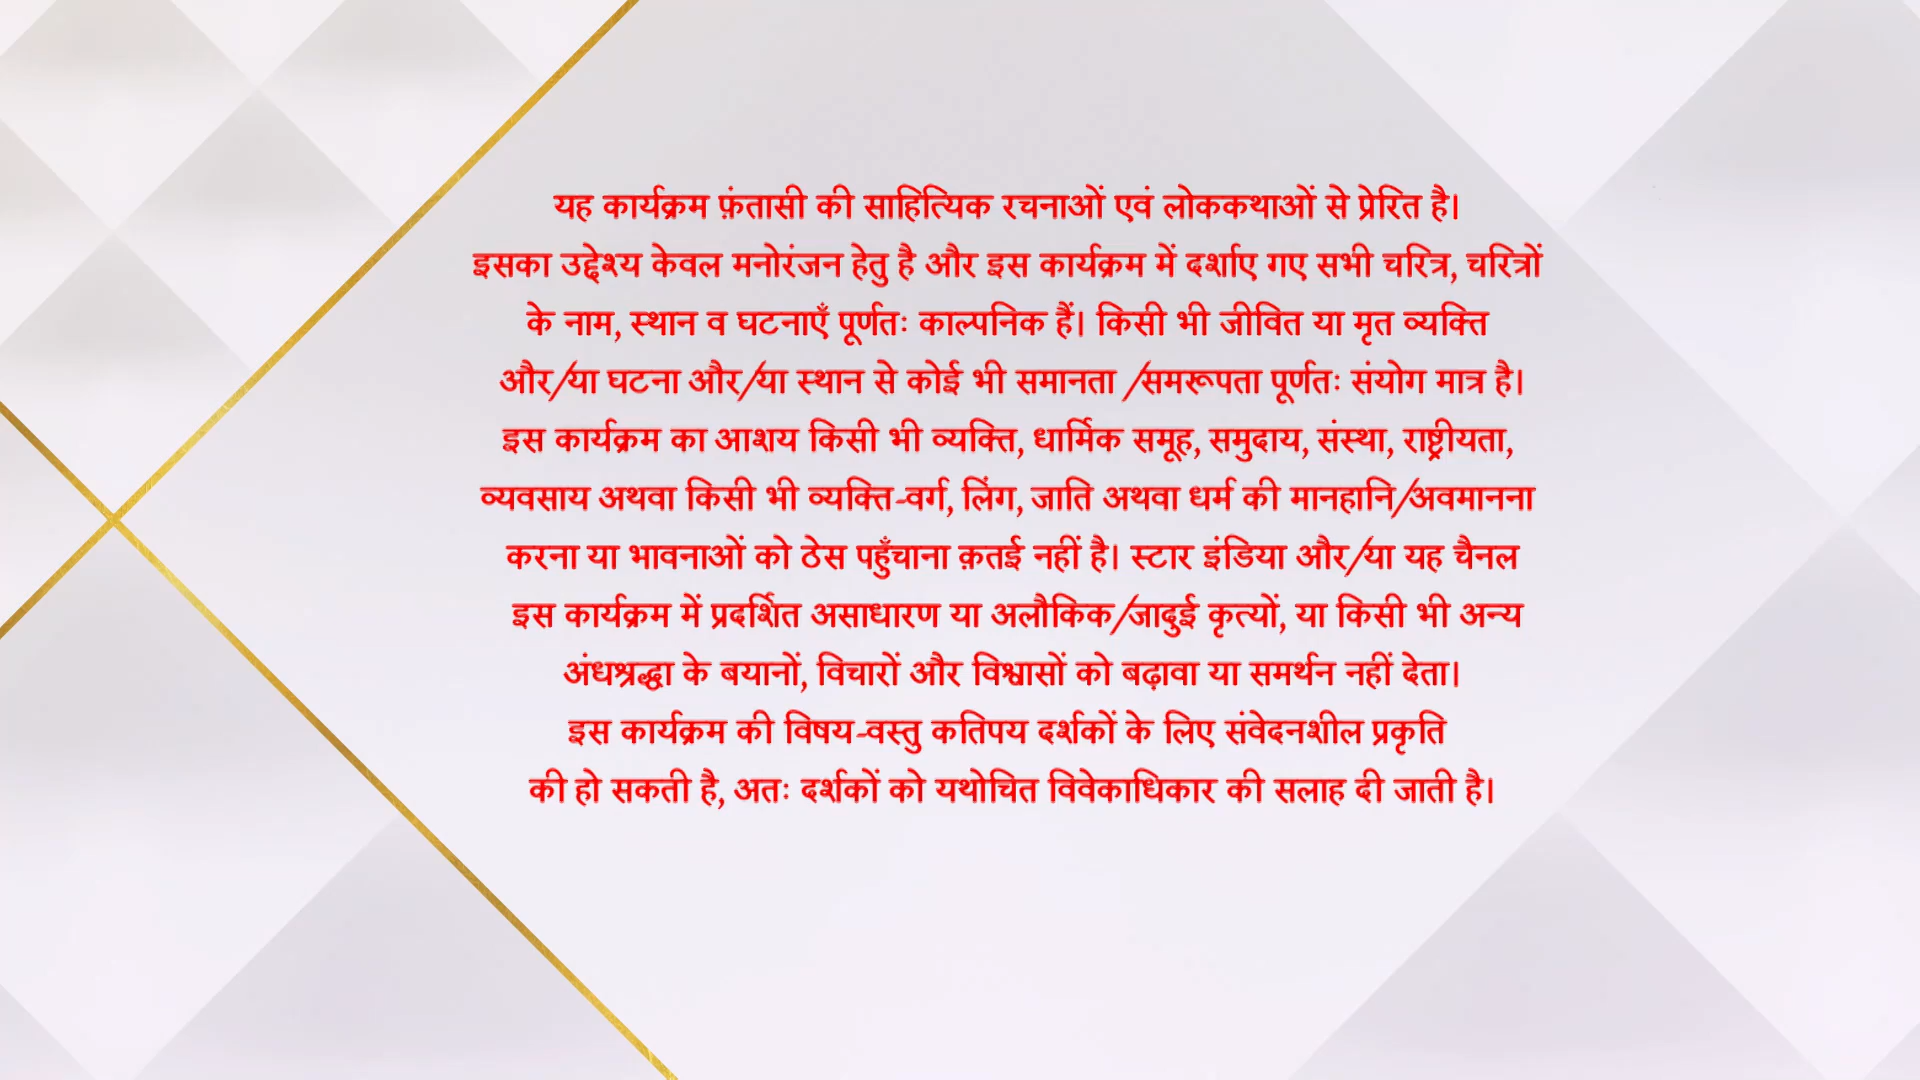 यह कार्यक्रम फ़ंतासी की साहित्यिक रचनाओं एवं लोककथाओं से प्रेरित है।
इसका उद्देश्य केवल मनोरंजन हेतु है और इस कार्यक्रम में दर्शाए गए सभी चरित्र, चरित्रों
के नाम, स्थान व घटनाएँ पूर्णतः काल्पनिक हैं। किसी भी जीवित या मृत व्यक्ति
और/या घटना और/या स्थान से कोई भी समानता /समरूपता पूर्णतः संयोग मात्र है।
इस कार्यक्रम का आशय किसी भी व्यक्ति, धार्मिक समूह, समुदाय, संस्था, राष्ट्रीयता,
व्यवसाय अथवा किसी भी व्यक्ति-वर्ग, लिंग, जाति अथवा धर्म की मानहानि/अवमानना
करना या भावनाओं को ठेस पहुँचाना क़तई नहीं है। स्टार इंडिया और/या यह चैनल
इस कार्यक्रम में प्रदर्शित असाधारण या अलौकिक/जादुई कृत्यों, या किसी भी अन्य
अंधश्रद्धा के बयानों, विचारों और विश्वासों को बढ़ावा या समर्थन नहीं देता।
इस कार्यक्रम की विषय-वस्तु कतिपय दर्शकों के लिए संवेदनशील प्रकृति
की हो सकती है, अतः दर्शकों को यथोचित विवेकाधिकार की सलाह दी जाती है।